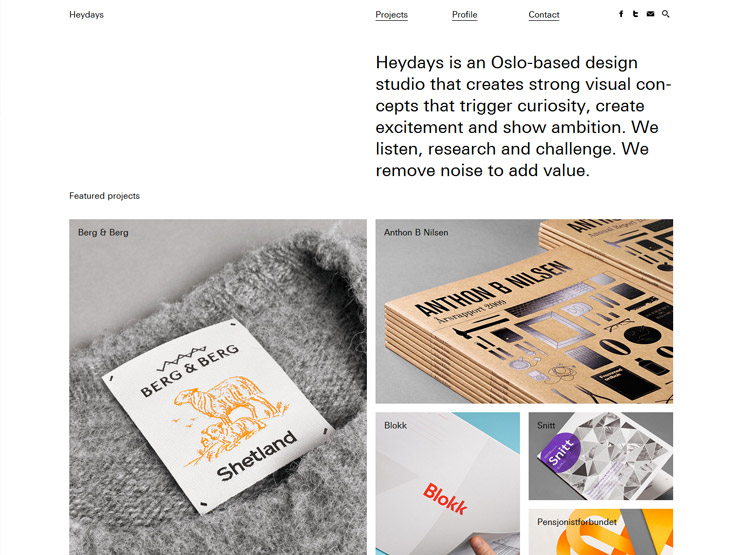 Heydays
Projects
Profile
Contact
Heydays is an Oslo-based design
studio that creates strong visual con-
cepts that trigger curiosity, create
excitement and show ambition. We
listen, research and challenge. We
remove noise to add value.
Featured projects
Berg & Berg
BERG & BERG
Shetland
Anthon B Nilsen
ANTHON B NILSEN
Årsrapport 2009
Blokk
Blokk
Snitt
Snitt
Pensjonistforbundet